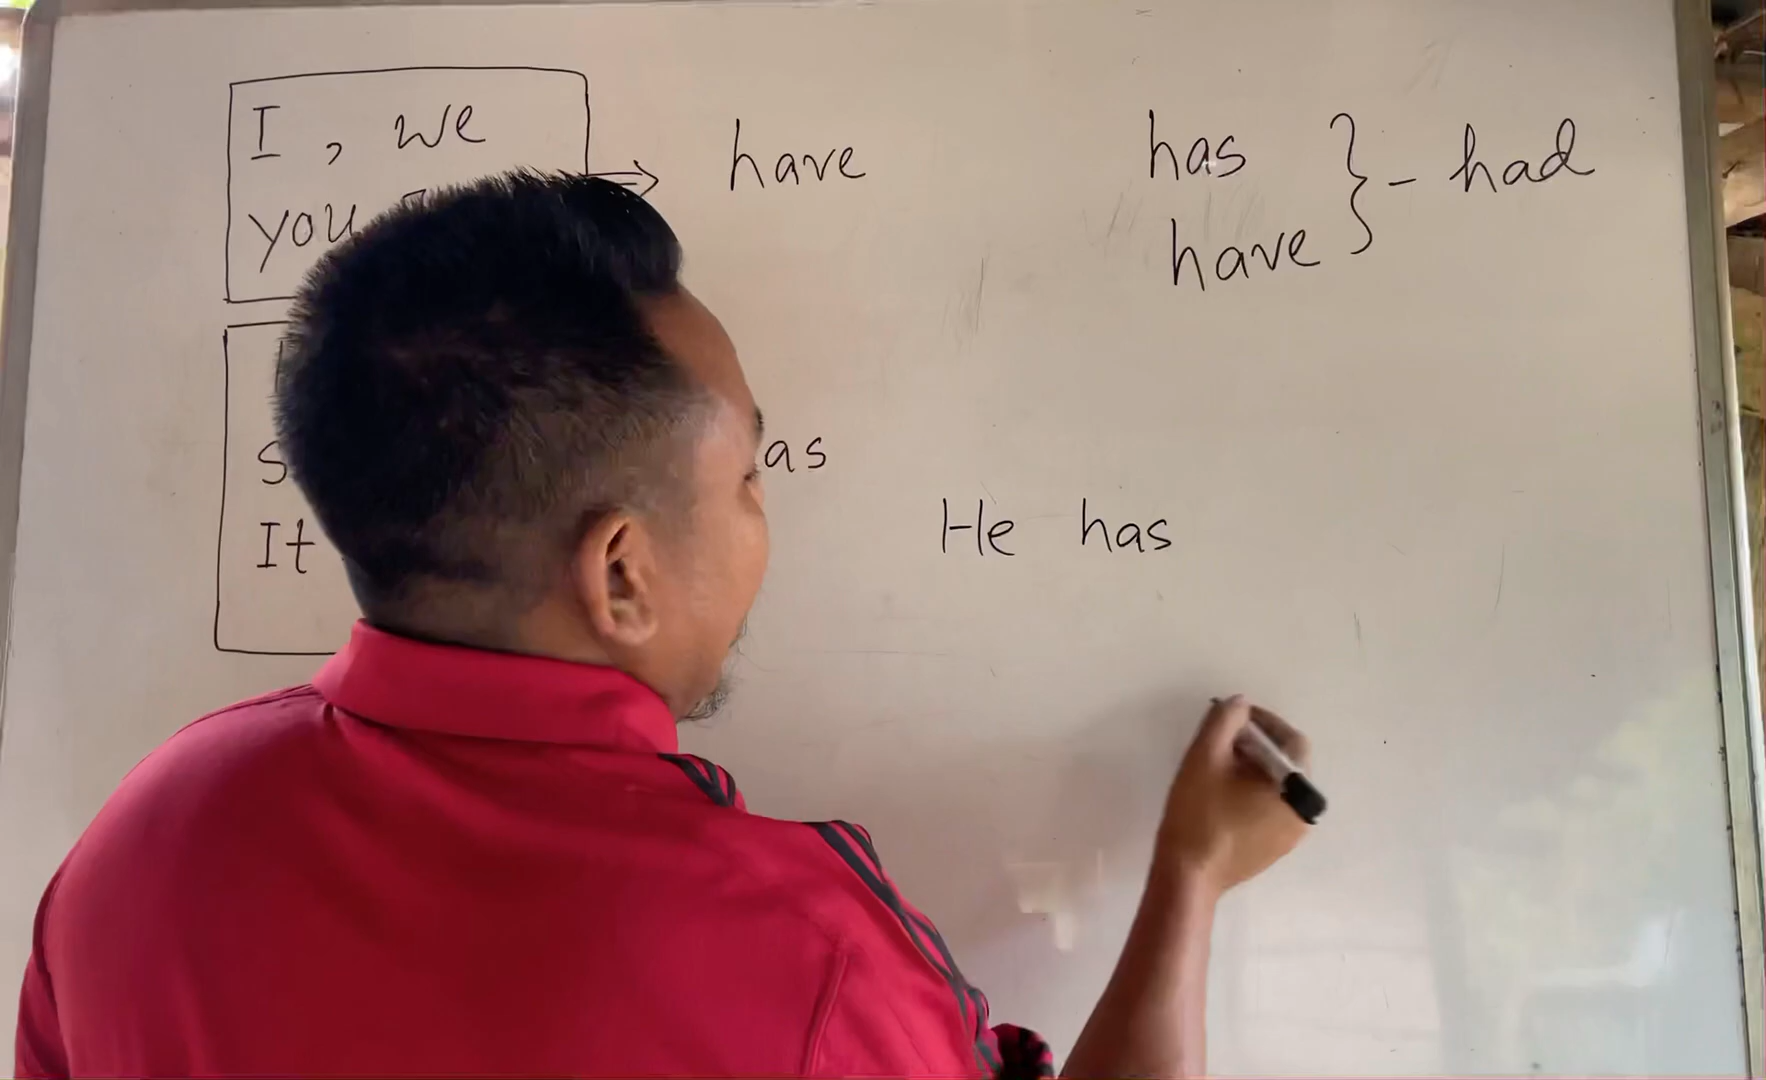 I, we
you
have
It
as
has
have } - had
He has